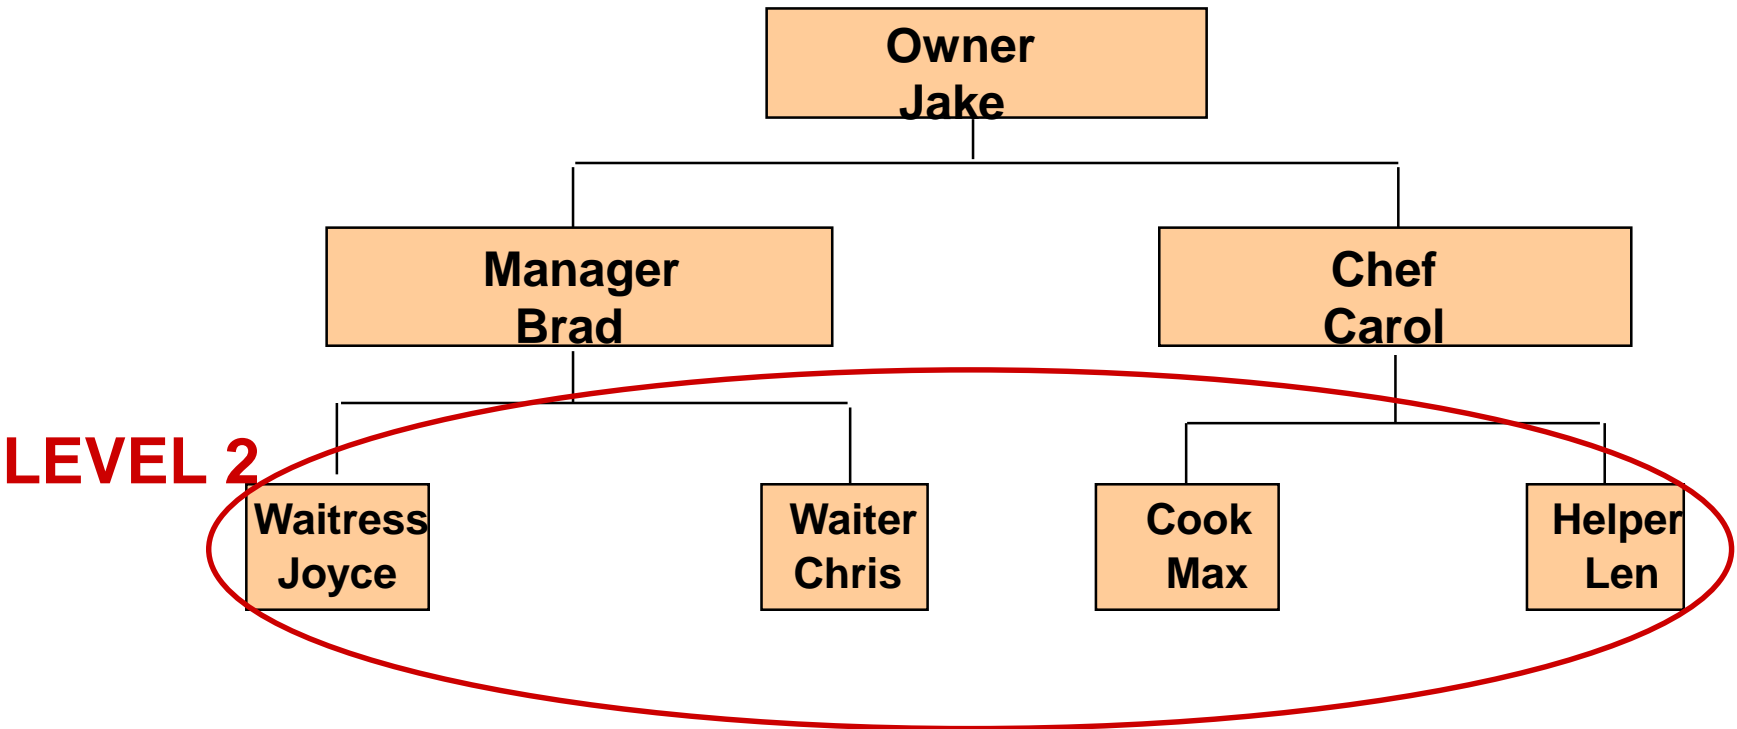 Owner
Jake
Manager
Brad
Chef
Carol
LEVEL 2
Waitress
Joyce
Waiter
Chris
Cook
Max
Helper
Len